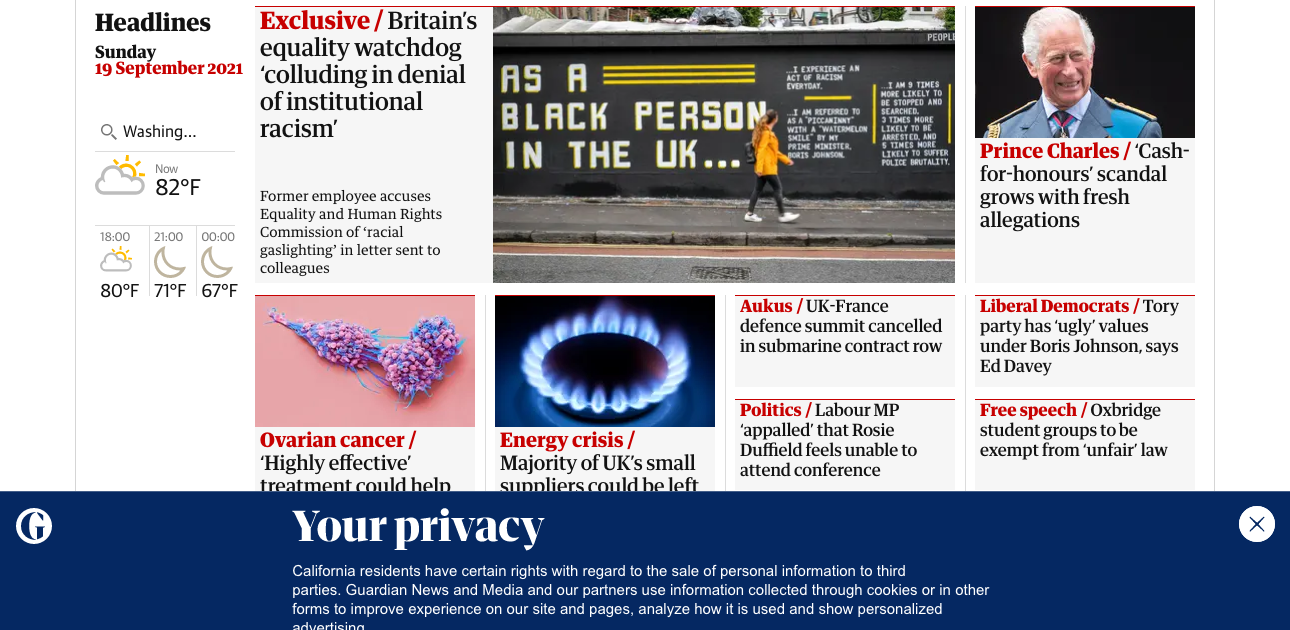 Headlines
Sunday
19 September 2021
Washing...
Now
82°F
18:00
21:00
00:00
80°F
71°F
67°F
Exclusive / Britain’s
equality watchdog
‘colluding in denial
of institutional
racism’
Former employee accuses
Equality and Human Rights
Commission of ‘racial
gaslighting’ in letter sent to
colleagues
PEOPLE
AS A
BLACK PERSON
IN THE UK...
...I EXPERIENCE AN
ACT OF RACISM
EVERYDAY.
...I AM REFERRED TO
AS A "PICCANINNY"
WITH A "WATERMELON
SMILE" BY MY
PRIME MINISTER,
BORIS JOHNSON.
...I AM 9 TIMES
MORE LIKELY TO
BE STOPPED AND
SEARCHED,
3 TIMES MORE
LIKELY TO BE
ARRESTED, AND
5 TIMES MORE
LIKELY TO SUFFER
POLICE BRUTALITY.
Prince Charles / ‘Cash-
for-honours’ scandal
grows with fresh
allegations
Ovarian cancer /
‘Highly effective’
treatment could help
Energy crisis /
Majority of UK’s small
suppliers could be left
Aukus / UK-France
defence summit cancelled
in submarine contract row
Politics / Labour MP
‘appalled’ that Rosie
Duffield feels unable to
attend conference
Liberal Democrats / Tory
party has ‘ugly’ values
under Boris Johnson, says
Ed Davey
Free speech / Oxbridge
student groups to be
exempt from ‘unfair’ law
G
Your privacy
California residents have certain rights with regard to the sale of personal information to third
parties. Guardian News and Media and our partners use information collected through cookies or in other
forms to improve experience on our site and pages, analyze how it is used and show personalized
advertising.